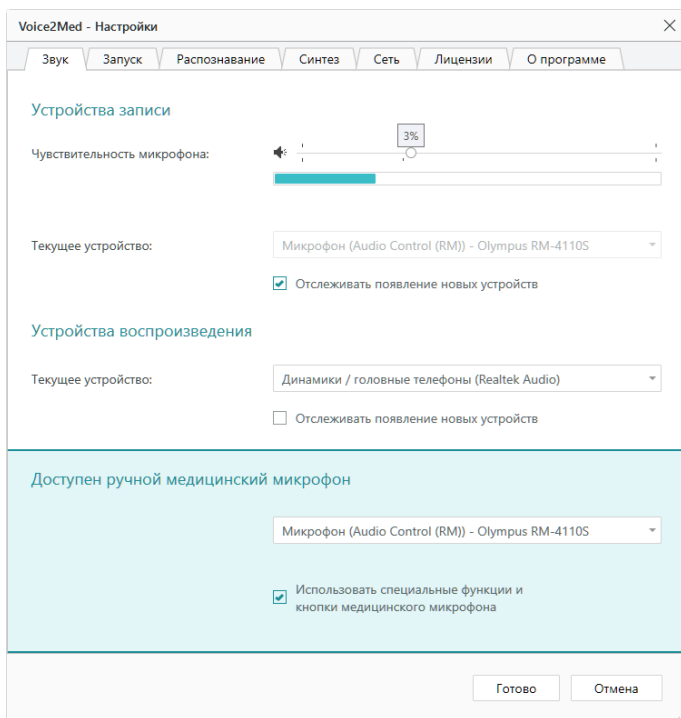 Voice2Med - Настройки
Звук Запуск Распознавание Синтез Сеть Лицензии О программе
Устройства записи
3%
Чувствительность микрофона:
Текущее устройство: Микрофон (Audio Control (RM)) - Olympus RM-4110S
Отслеживать появление новых устройств
Устройства воспроизведения
Текущее устройство: Динамики / головные телефоны (Realtek Audio)
Отслеживать появление новых устройств
Доступен ручной медицинский микрофон
Микрофон (Audio Control (RM)) - Olympus RM-4110S
Использовать специальные функции и
кнопки медицинского микрофона
Готово Отмена